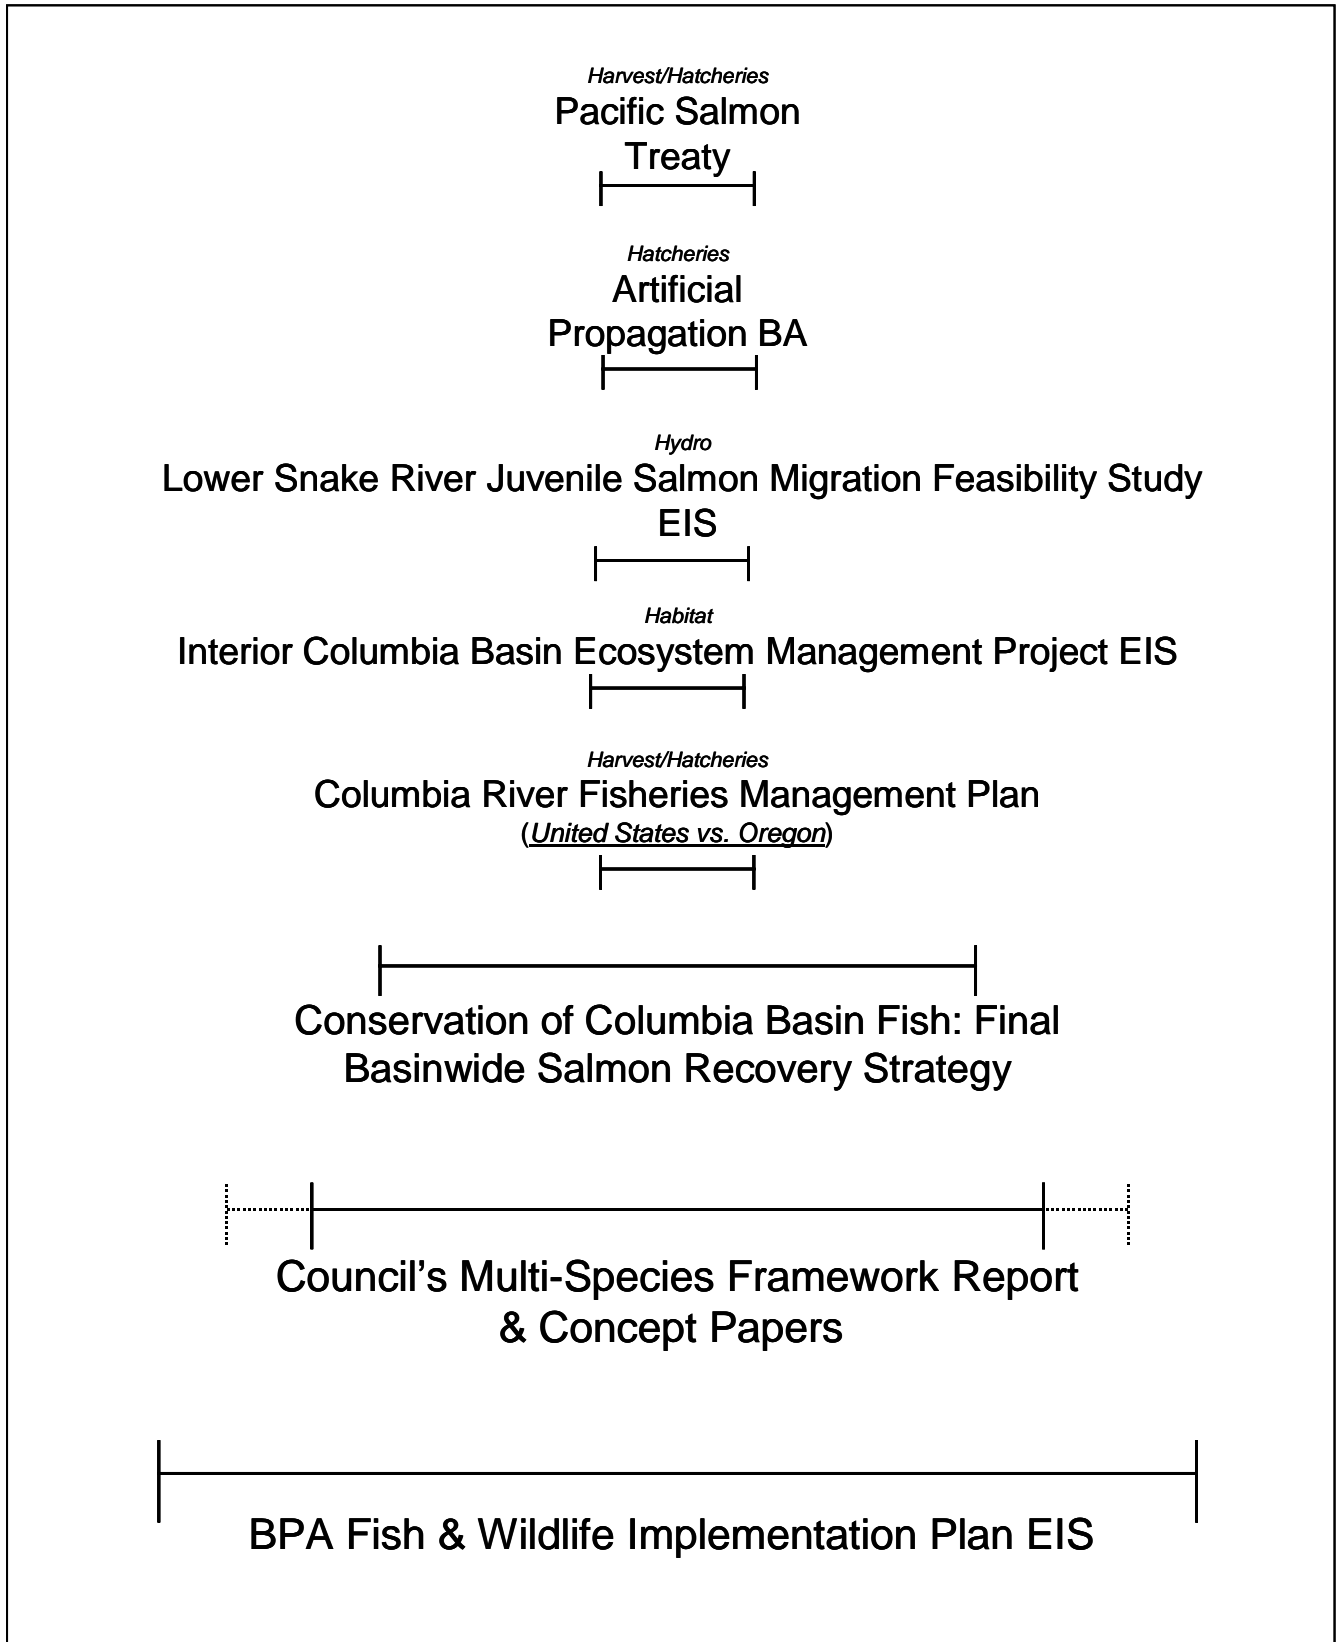 Harvest/Hatcheries
Pacific Salmon
Treaty
Hatcheries
Artificial
Propagation BA
Hydro
Lower Snake River Juvenile Salmon Migration Feasibility Study
EIS
Habitat
Interior Columbia Basin Ecosystem Management Project EIS
Harvest/Hatcheries
Columbia River Fisheries Management Plan
(United States vs. Oregon)
Conservation of Columbia Basin Fish: Final
Basinwide Salmon Recovery Strategy
Council’s Multi-Species Framework Report
& Concept Papers
BPA Fish & Wildlife Implementation Plan EIS